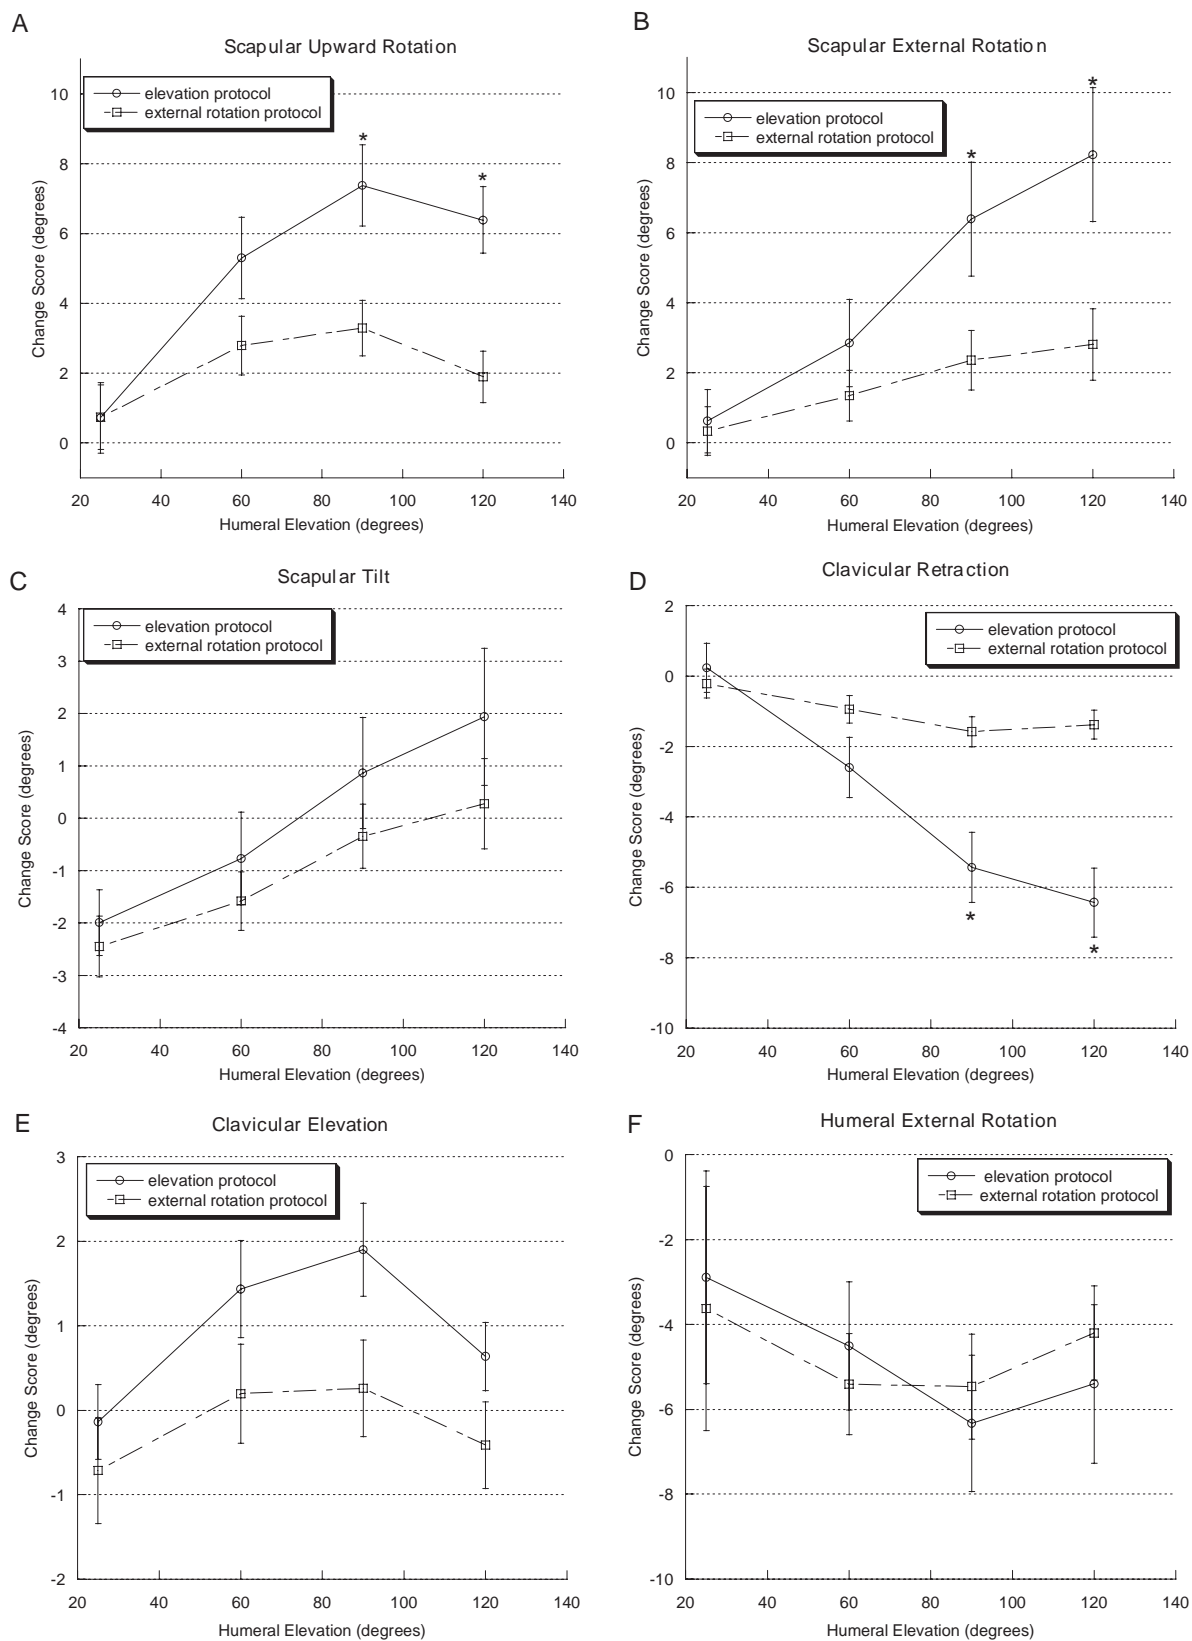 A
Scapular Upward Rotation
elevation protocol
external rotation protocol
*
*
10
8
6
4
2
0
Change Score (degrees)
20 40 60 80 100 120 140
Humeral Elevation (degrees)
B
Scapular External Rotation
elevation protocol
external rotation protocol
*
*
10
8
6
4
2
0
Change Score (degrees)
20 40 60 80 100 120 140
Humeral Elevation (degrees)
C
Scapular Tilt
elevation protocol
external rotation protocol
4
3
2
1
0
-1
-2
-3
-4
Change Score (degrees)
20 40 60 80 100 120 140
Humeral Elevation (degrees)
D
Clavicular Retraction
elevation protocol
external rotation protocol
2
0
-2
-4
-6
-8
-10
*
*
Change Score (degrees)
20 40 60 80 100 120 140
Humeral Elevation (degrees)
E
Clavicular Elevation
elevation protocol
external rotation protocol
3
2
1
0
-1
-2
Change Score (degrees)
20 40 60 80 100 120 140
Humeral Elevation (degrees)
F
Humeral External Rotation
elevation protocol
external rotation protocol
0
-2
-4
-6
-8
-10
Change Score (degrees)
20 40 60 80 100 120 140
Humeral Elevation (degrees)